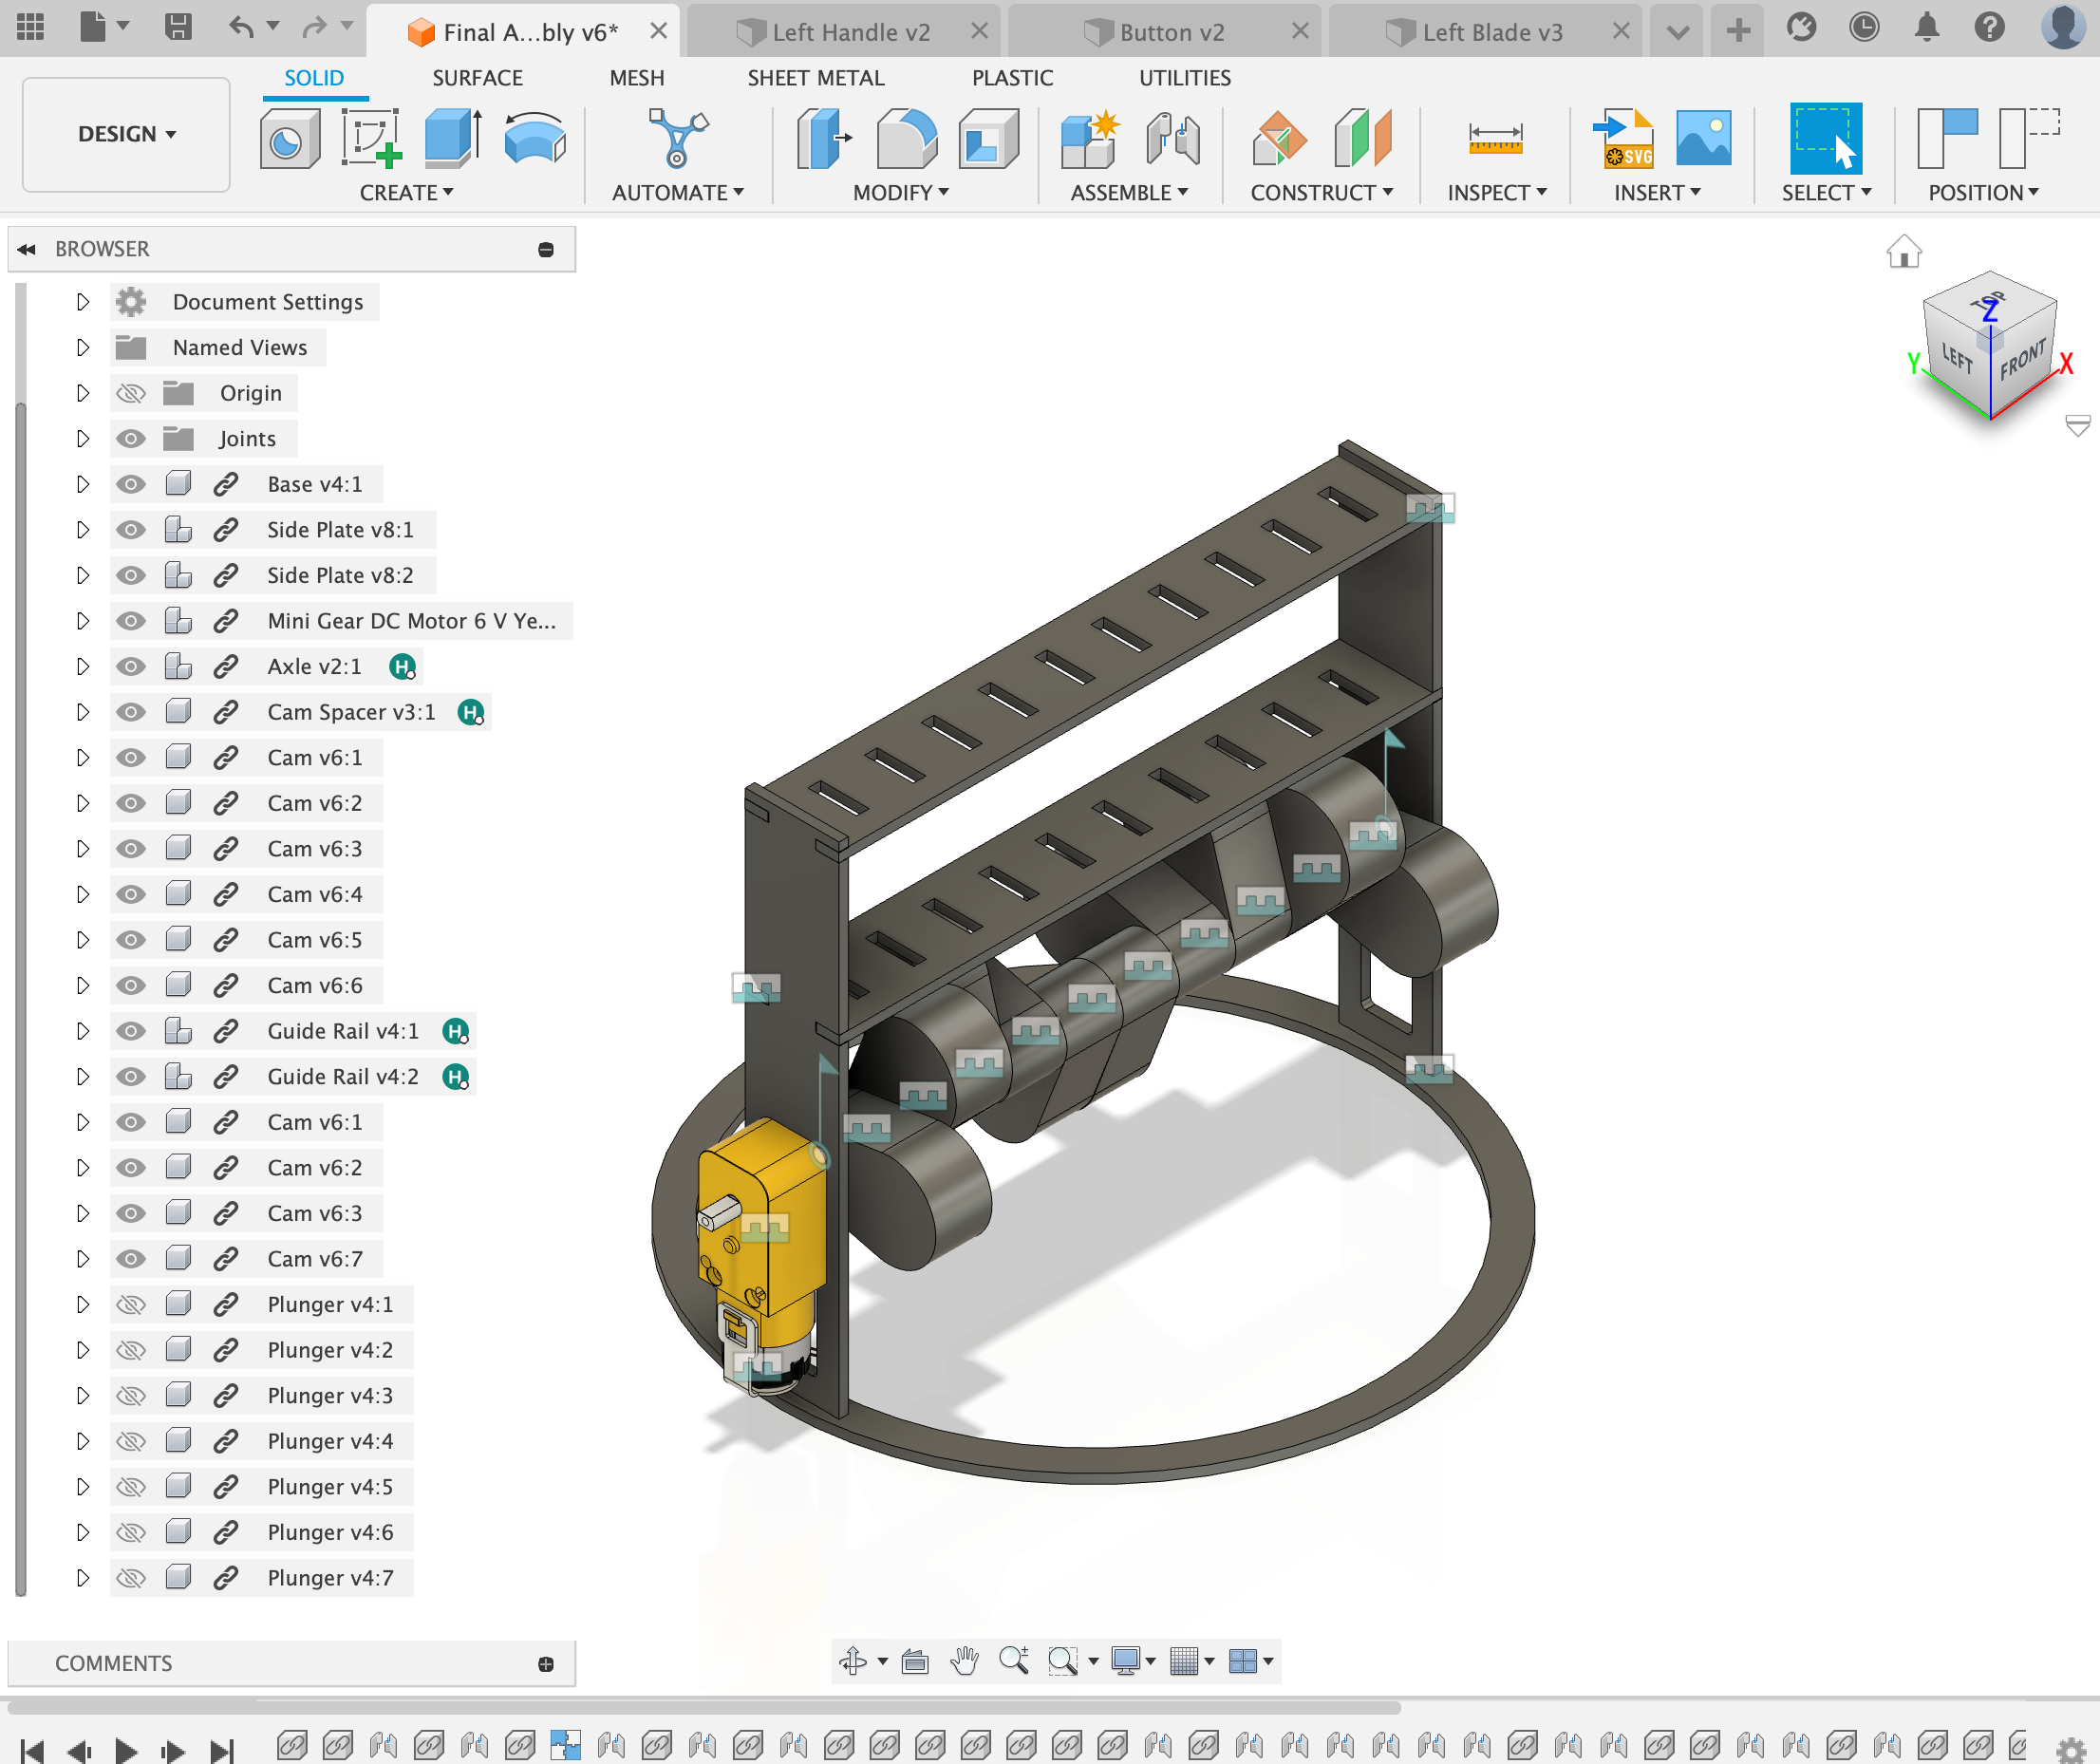 Final A...bly v6*
Left Handle v2
Button v2
Left Blade v3
SOLID
SURFACE
MESH
SHEET METAL
PLASTIC
UTILITIES
DESIGN
SVG
CREATE
AUTOMATE
MODIFY
ASSEMBLE
CONSTRUCT
INSPECT
INSERT
SELECT
POSITION
BROWSER
Document Settings
Named Views
Origin
Joints
Base v4:1
Side Plate v8:1
Side Plate v8:2
Mini Gear DC Motor 6 V Ye...
Axle v2:1 H
Cam Spacer v3:1 H
Cam v6:1
Cam v6:2
Cam v6:3
Cam v6:4
Cam v6:5
Cam v6:6
Guide Rail v4:1 H
Guide Rail v4:2 H
Cam v6:1
Cam v6:2
Cam v6:3
Cam v6:7
Plunger v4:1
Plunger v4:2
Plunger v4:3
Plunger v4:4
Plunger v4:5
Plunger v4:6
Plunger v4:7
TOP
Z
LEFT
FRONT
Y
X
COMMENTS